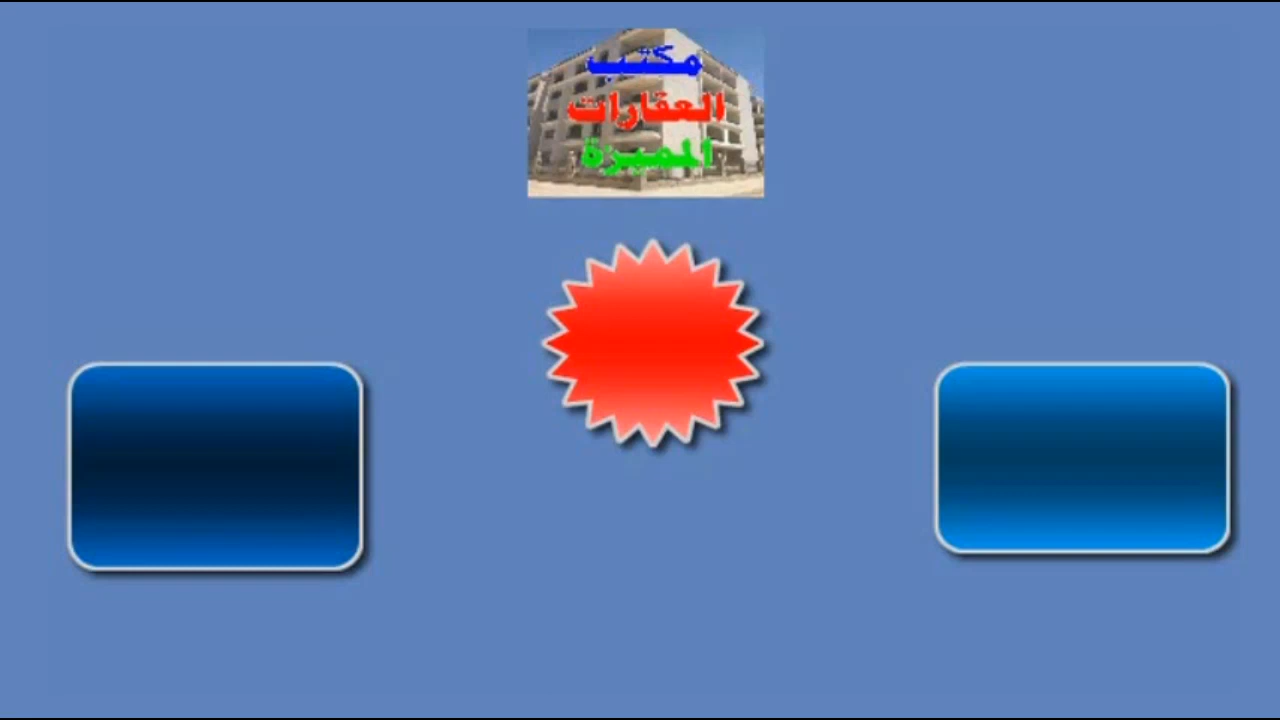 مكتب
العقارات
المميزة